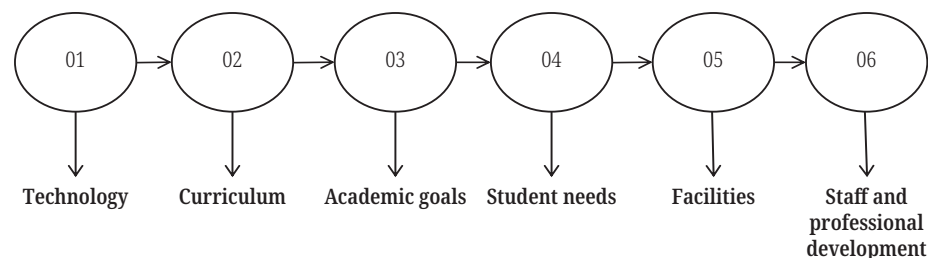 01 02 03 04 05 06
Technology Curriculum Academic goals Student needs Facilities Staff and
professional
development